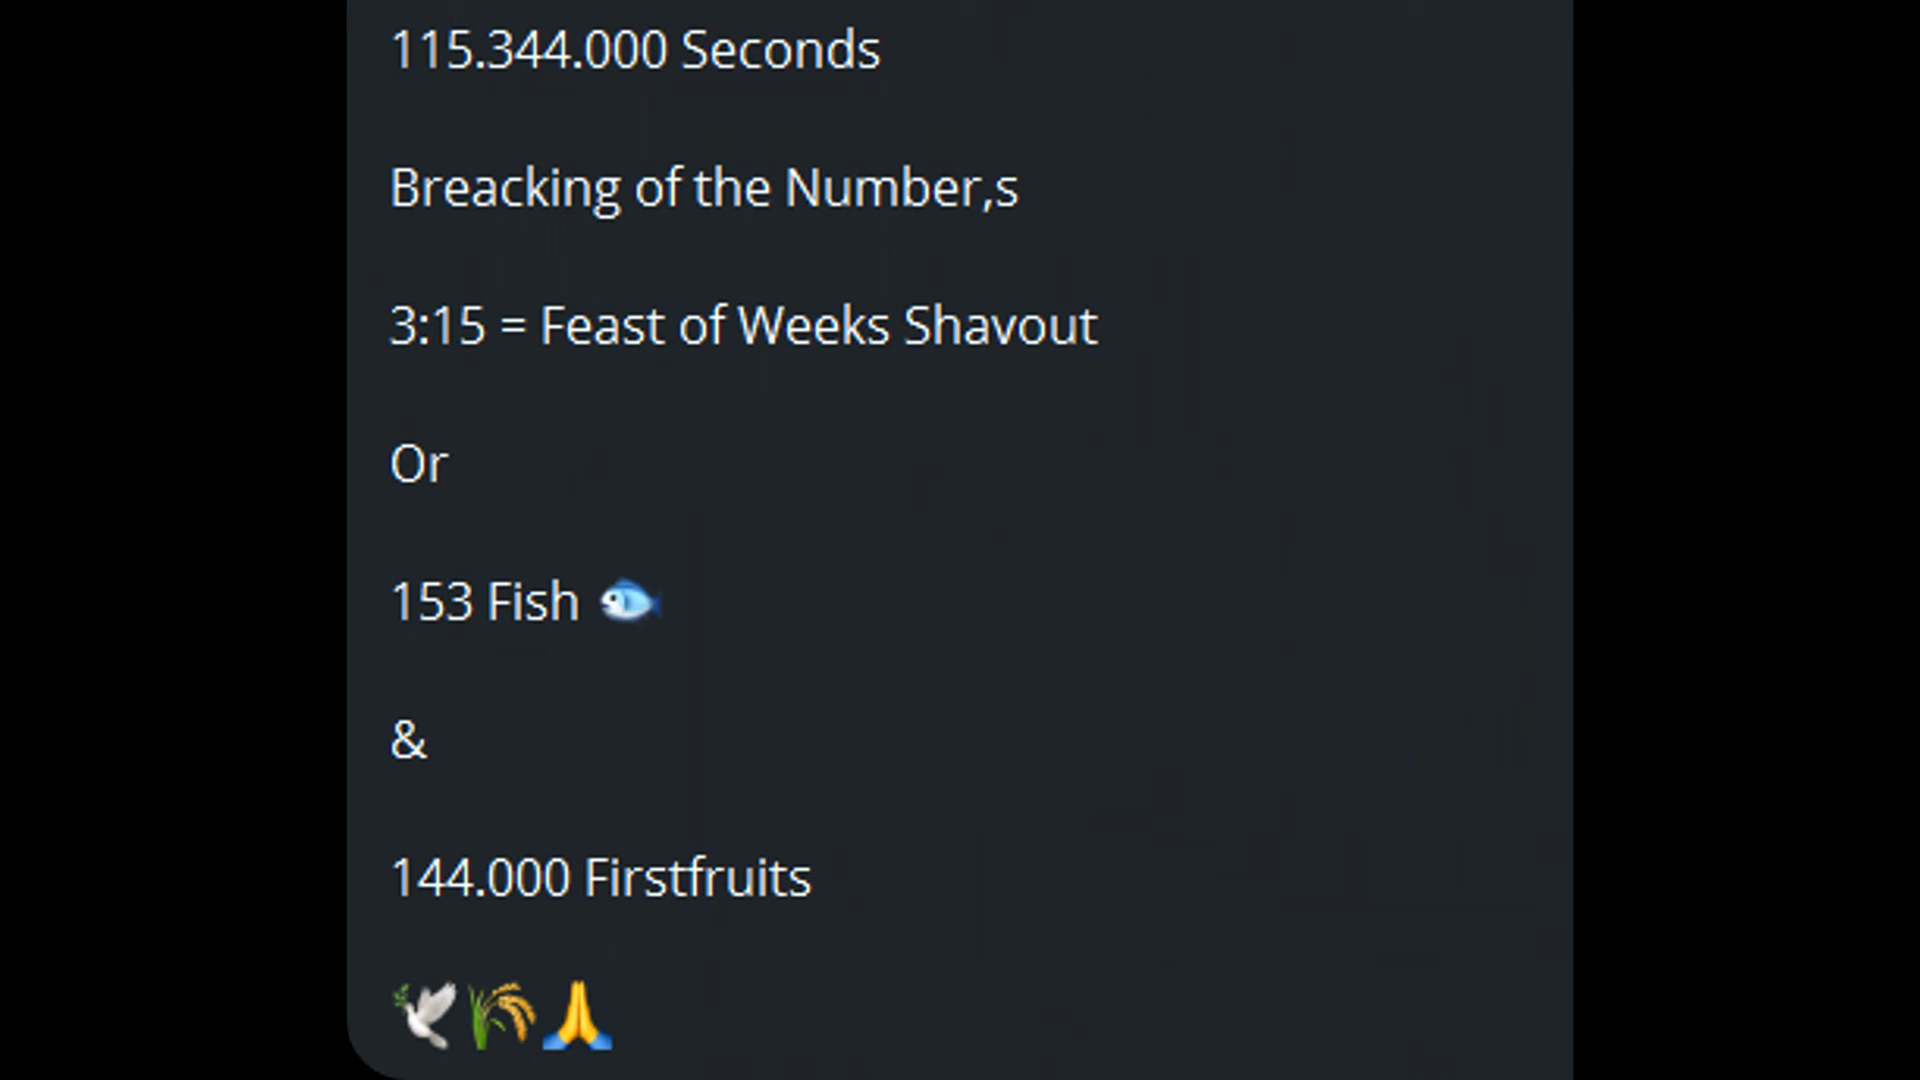 115.344.000 Seconds
Breacking of the Number,s
3:15 = Feast of Weeks Shavout
Or
153 Fish 🐟
&
144.000 Firstfruits
🕊🌾🙏